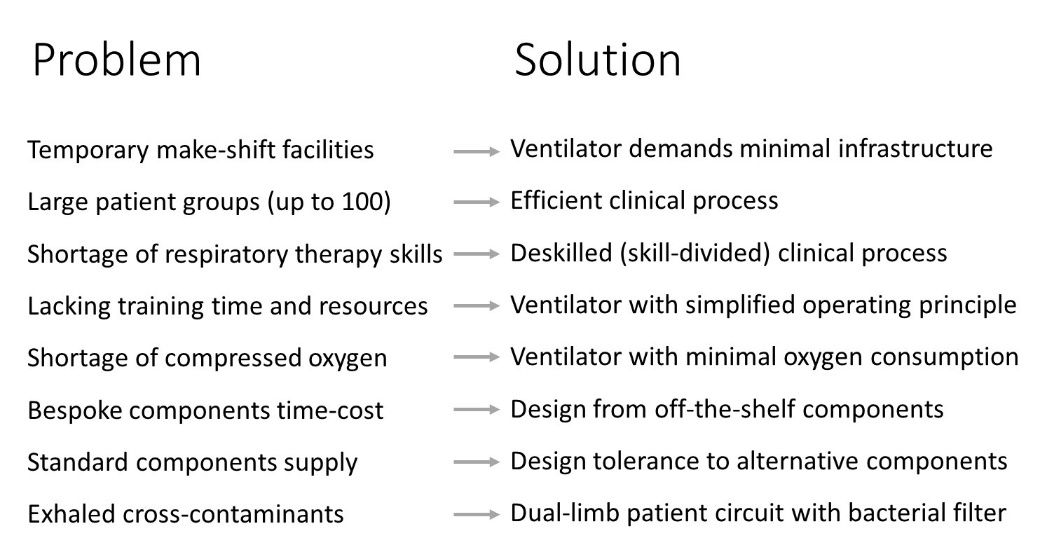 Problem Solution
Temporary make-shift facilities Ventilator demands minimal infrastructure
Large patient groups (up to 100) Efficient clinical process
Shortage of respiratory therapy skills Deskilled (skill-divided) clinical process
Lacking training time and resources Ventilator with simplified operating principle
Shortage of compressed oxygen Ventilator with minimal oxygen consumption
Bespoke components time-cost Design from off-the-shelf components
Standard components supply Design tolerance to alternative components
Exhaled cross-contaminants Dual-limb patient circuit with bacterial filter